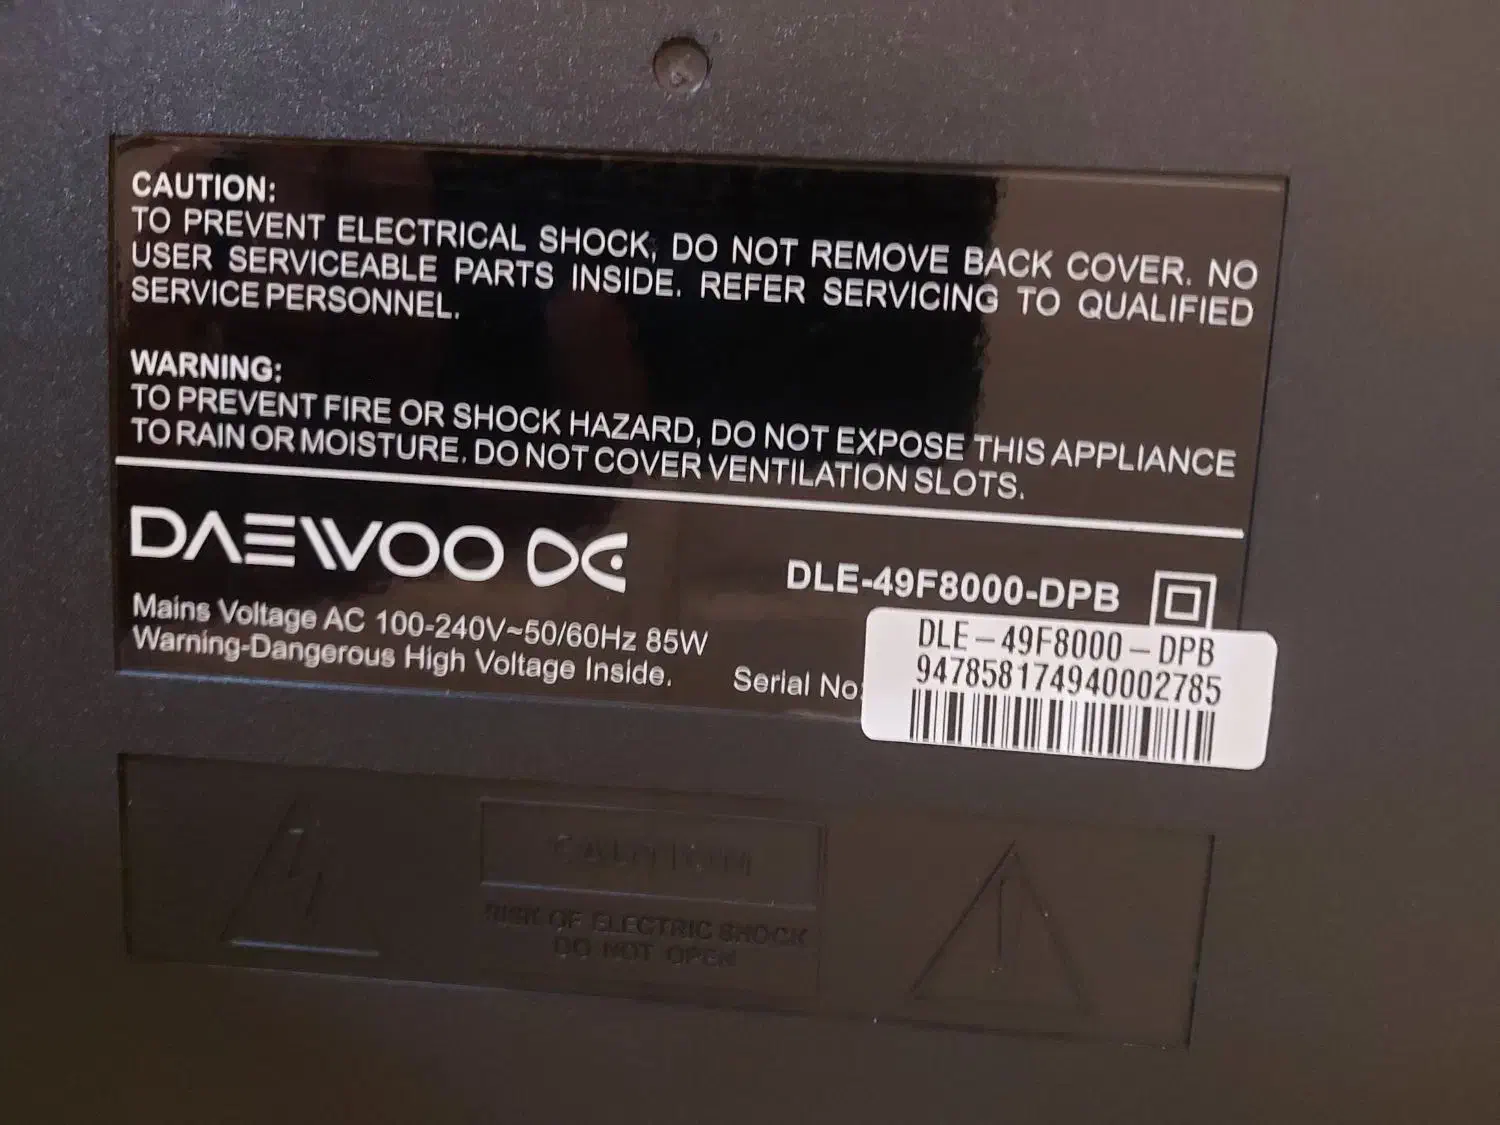 CAUTION:
TO PREVENT ELECTRICAL SHOCK, DO NOT REMOVE BACK COVER. NO
USER SERVICEABLE PARTS INSIDE. REFER SERVICING TO QUALIFIED
SERVICE PERSONNEL.
WARNING:
TO PREVENT FIRE OR SHOCK HAZARD, DO NOT EXPOSE THIS APPLIANCE
TO RAIN OR MOISTURE. DO NOT COVER VENTILATION SLOTS.
DAEWOO
DLE-49F8000-DPB
Mains Voltage AC 100-240V~50/60Hz 85W
Warning-Dangerous High Voltage Inside.
Serial No:
DLE-49F8000-DPB
947858174940002785
CAUTION
RISK OF ELECTRIC SHOCK
DO NOT OPEN